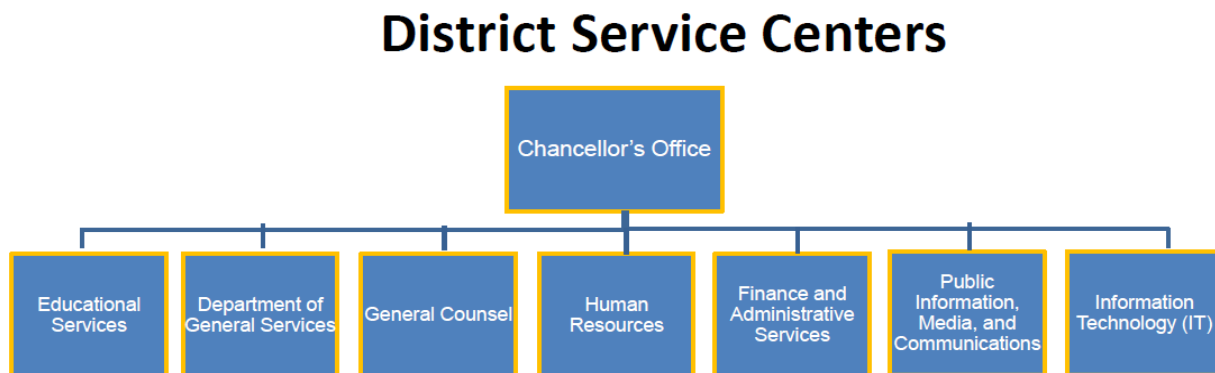 District Service Centers
Chancellor’s Office
Educational
Services
Department of
General Services
General Counsel
Human
Resources
Finance and
Administrative
Services
Public
Information,
Media, and
Communications
Information
Technology (IT)